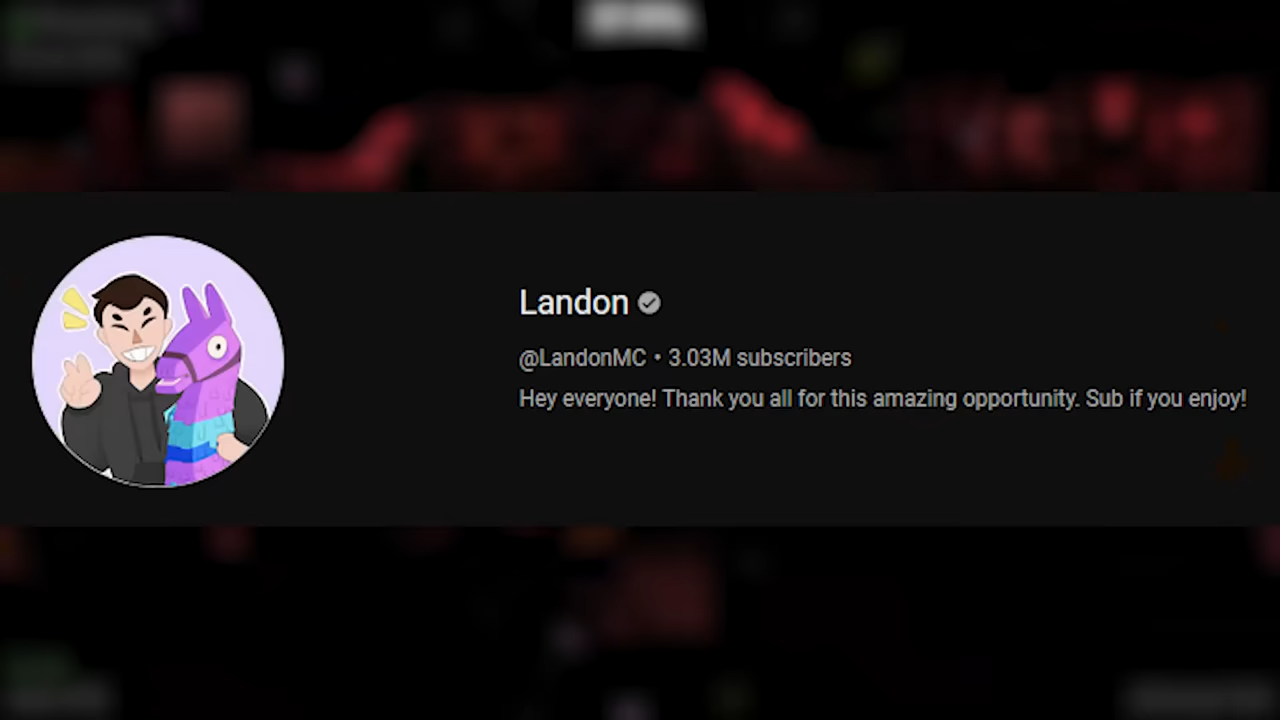 Landon
@LandonMC • 3.03M subscribers
Hey everyone! Thank you all for this amazing opportunity. Sub if you enjoy!